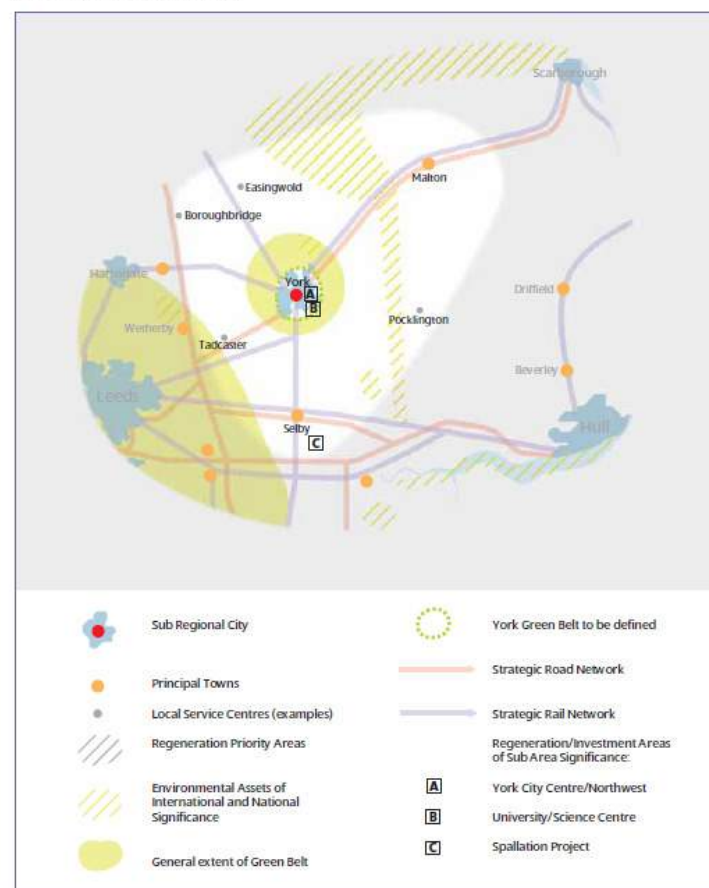 Scarborough
Malton
Easingwold
Boroughbridge
Harrogate
York
A
B
Driffield
Pocklington
Wetherby
Tadcaster
Beverley
Leeds
Selby
Hull
C
Sub Regional City
York Green Belt to be defined
Strategic Road Network
Principal Towns
Local Service Centres (examples)
Strategic Rail Network
Regeneration Priority Areas
Regeneration/Investment Areas
of Sub Area Significance:
Environmental Assets of
International and National
Significance
A
York City Centre/Northwest
B
University/Science Centre
General extent of Green Belt
C
Spallation Project